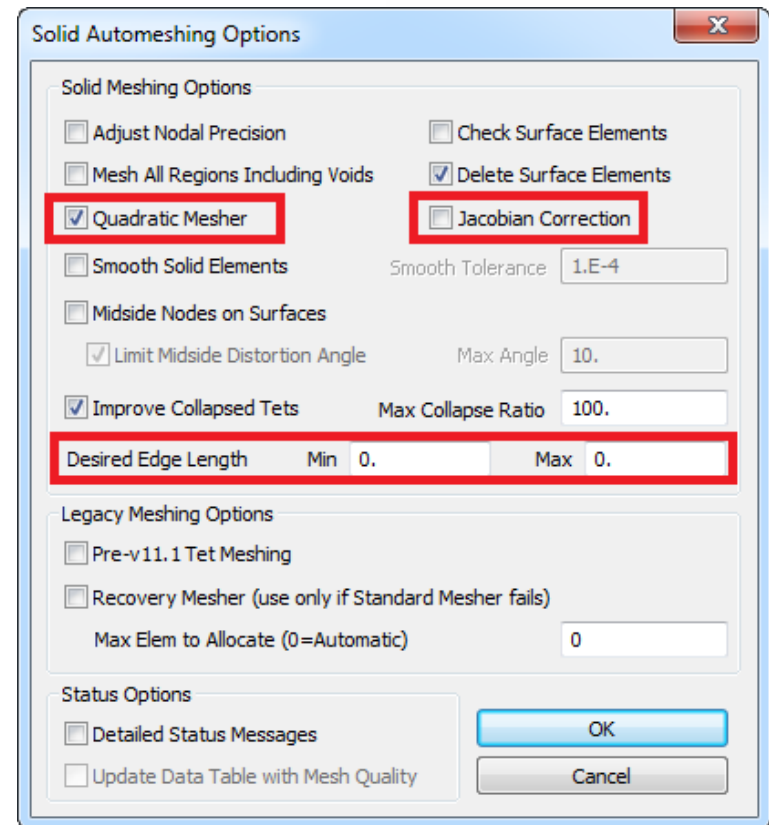 Solid Automeshing Options
X
Solid Meshing Options
Adjust Nodal Precision Check Surface Elements
Mesh All Regions Including Voids Delete Surface Elements
Quadratic Mesher Jacobian Correction
Smooth Solid Elements Smooth Tolerance 1.E-4
Midside Nodes on Surfaces
Limit Midside Distortion Angle Max Angle 10.
Improve Collapsed Tets Max Collapse Ratio 100.
Desired Edge Length Min 0. Max 0.
Legacy Meshing Options
Pre-v11.1 Tet Meshing
Recovery Mesher (use only if Standard Mesher fails)
Max Elem to Allocate (0=Automatic) 0
Status Options
Detailed Status Messages OK
Update Data Table with Mesh Quality Cancel